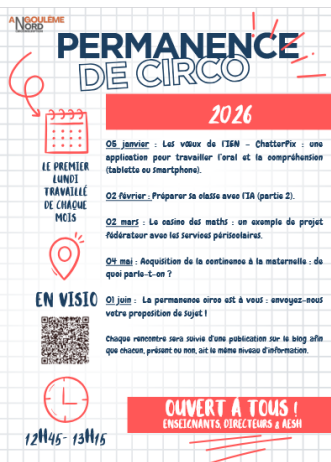 ANGOULÊME
NORD
PERMANENCE
DE CIRCO
2026
05 janvier : Les vœux de l'IEN - ChatterPix : une
application pour travailler l'oral et la compréhension
(tablette ou smartphone).
LE PREMIER
LUNDI
TRAVAILLÉ
DE CHAQUE
MOIS
02 février : Préparer sa classe avec l'IA (partie 2).
02 mars : Le casino des maths : un exemple de projet
fédérateur avec les services périscolaires.
04 mai : Acquisition de la continence à la maternelle : de
quoi parle-t-on ?
EN VISIO
01 juin : La permanence circo est à vous : envoyez-nous
votre proposition de sujet !
Chaque rencontre sera suivie d'une publication sur le blog afin
que chacun, présent ou non, ait le même niveau d'information.
OUVERT À TOUS !
ENSEIGNANTS, DIRECTEURS & AESH
12H45- 13H15